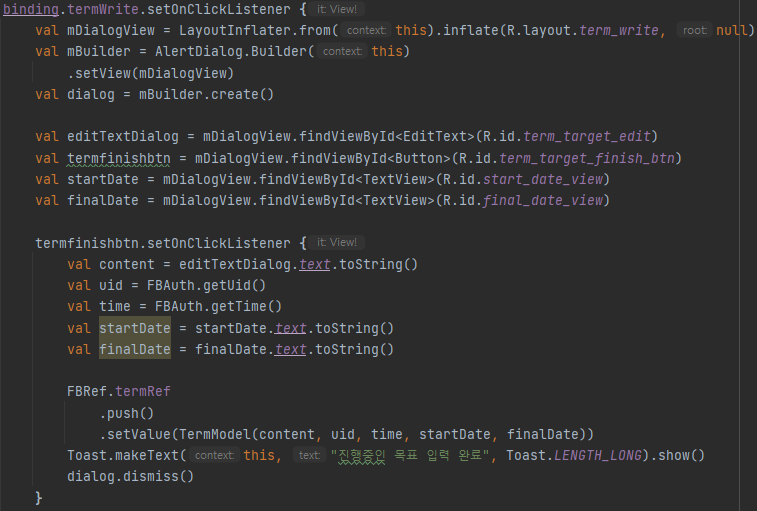 binding.termWrite.setOnClickListener { it: View!
    val mDialogView = LayoutInflater.from( context: this).inflate(R.layout.term_write, root: null)
    val mBuilder = AlertDialog.Builder( context: this)
        .setView(mDialogView)
    val dialog = mBuilder.create()

    val editTextDialog = mDialogView.findViewById<EditText>(R.id.term_target_edit)
    val termfinishbtn = mDialogView.findViewById<Button>(R.id.term_target_finish_btn)
    val startDate = mDialogView.findViewById<TextView>(R.id.start_date_view)
    val finalDate = mDialogView.findViewById<TextView>(R.id.final_date_view)

    termfinishbtn.setOnClickListener { it: View!
        val content = editTextDialog.text.toString()
        val uid = FBAuth.getUid()
        val time = FBAuth.getTime()
        val startDate = startDate.text.toString()
        val finalDate = finalDate.text.toString()

        FBRef.termRef
            .push()
            .setValue(TermModel(content, uid, time, startDate, finalDate))
        Toast.makeText( context: this, text: "진행중인 목표 입력 완료", Toast.LENGTH_LONG).show()
        dialog.dismiss()
    }